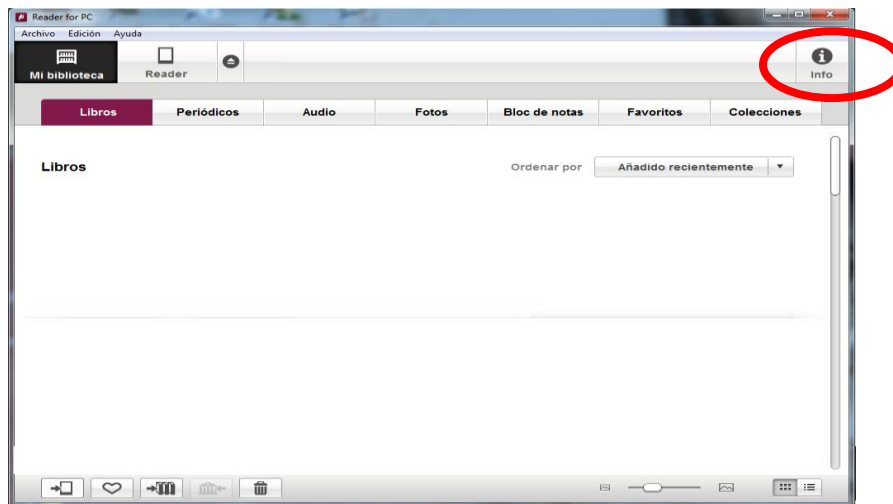 Reader for PC
Archivo Edición Ayuda
Mi biblioteca Reader Info
Libros Periódicos Audio Fotos Bloc de notas Favoritos Colecciones
Libros Ordenar por Añadido recientemente